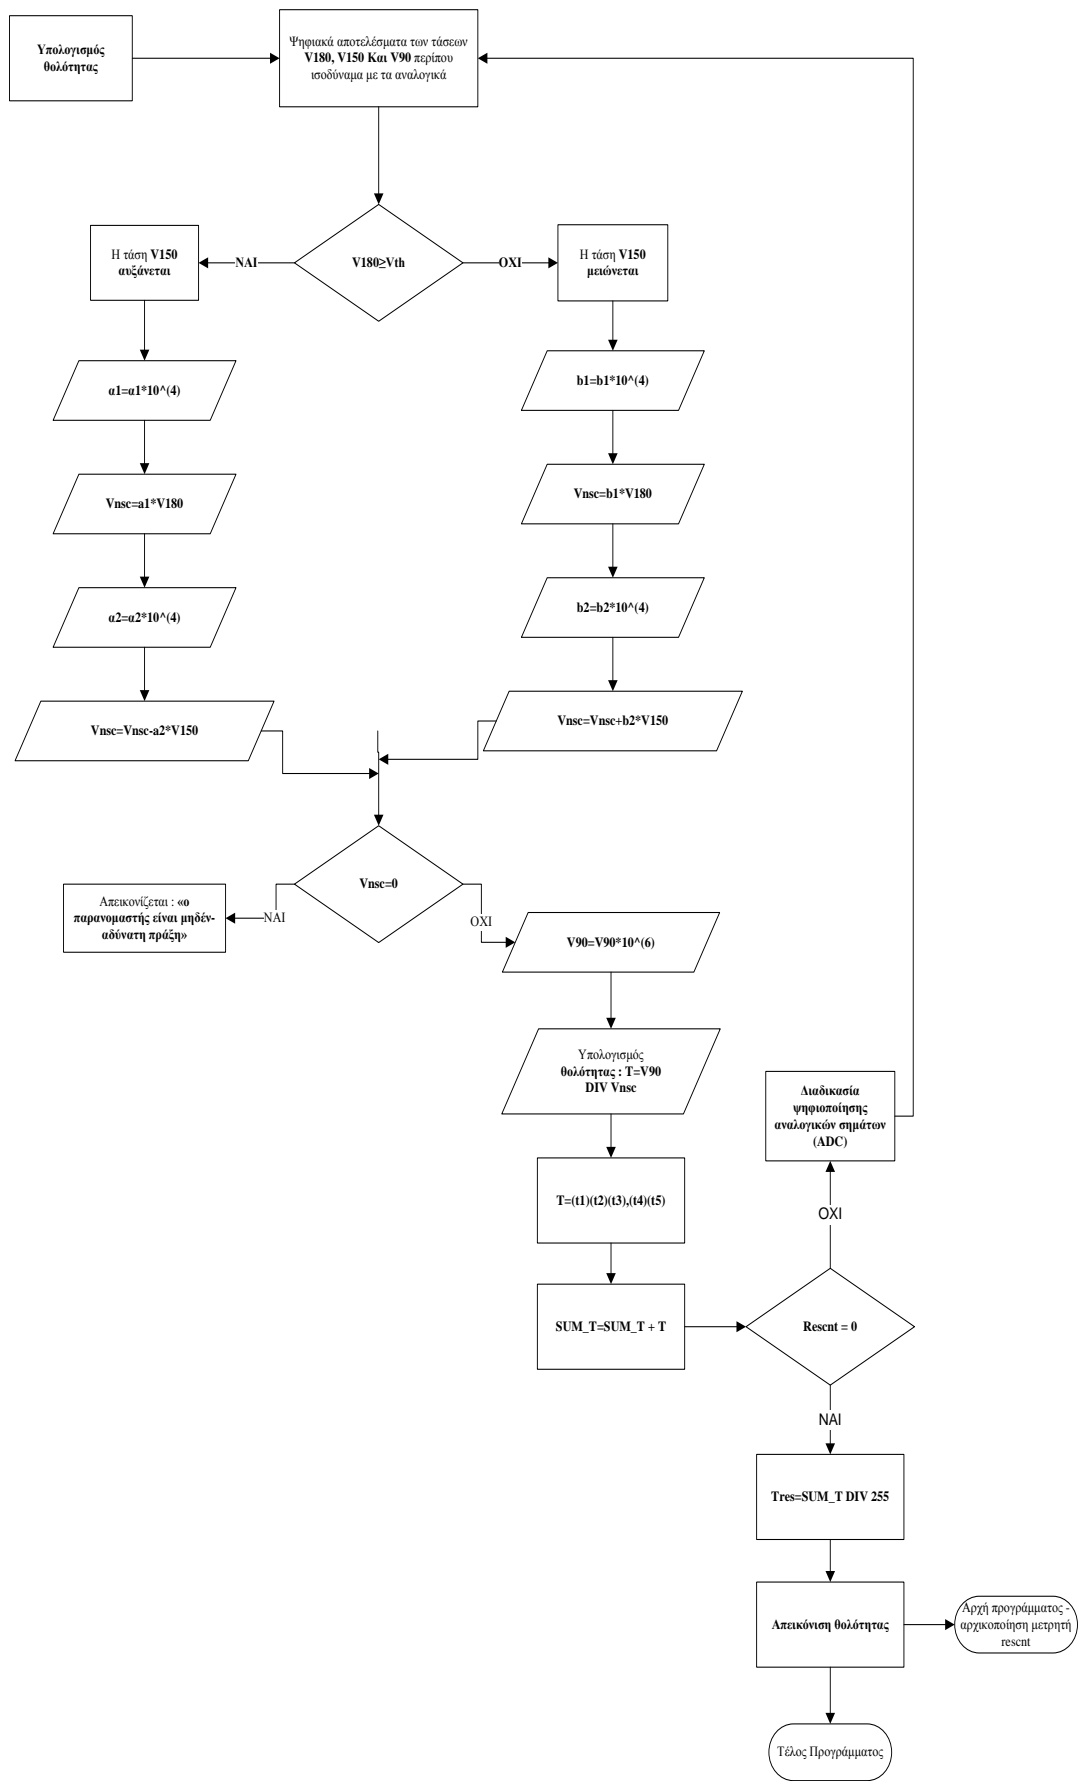 Υπολογισμός
θολότητας
Ψηφιακά αποτελέσματα των τάσεων
V180, V150 Και V90 περίπου
ισοδύναμα με τα αναλογικά
Η τάση V150
αυξάνεται
ΝΑΙ
V180≥Vth
ΟΧΙ
Η τάση V150
μειώνεται
α1=α1*10^(4)
b1=b1*10^(4)
Vnsc=a1*V180
Vnsc=b1*V180
α2=α2*10^(4)
b2=b2*10^(4)
Vnsc=Vnsc-a2*V150
Vnsc=Vnsc+b2*V150
Vnsc=0
Απεικονίζεται : «ο
παρανομαστής είναι μηδέν-
αδύνατη πράξη»
ΝΑΙ
ΟΧΙ
V90=V90*10^(6)
Υπολογισμός
θολότητας : T=V90
DIV Vnsc
Διαδικασία
ψηφιοποίησης
αναλογικών σημάτων
(ADC)
T=(t1)(t2)(t3),(t4)(t5)
ΟΧΙ
SUM_T=SUM_T + T
Rescnt = 0
ΝΑΙ
Tres=SUM_T DIV 255
Απεικόνιση θολότητας
Αρχή προγράμματος -
αρχικοποίηση μετρητή
rescnt
Τέλος Προγράμματος